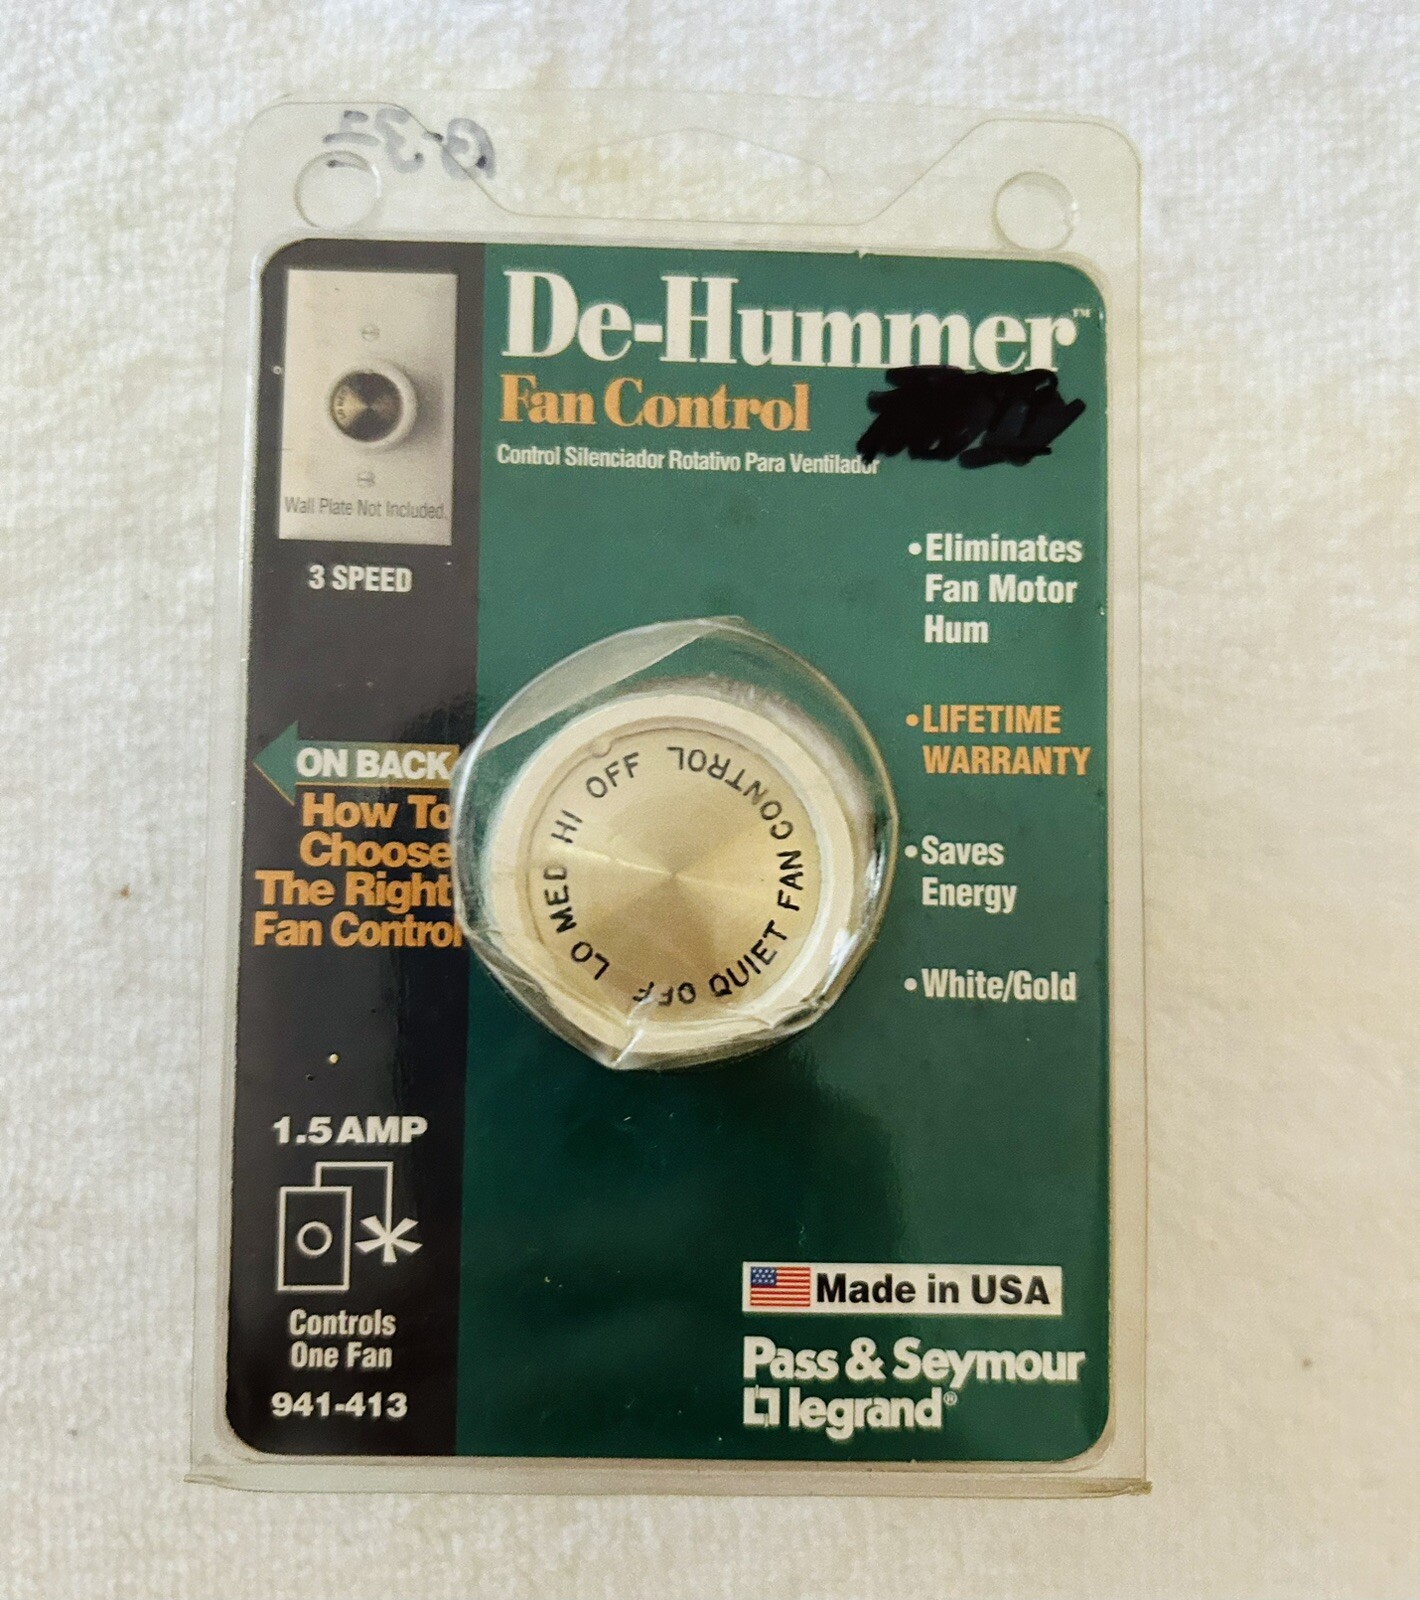 De-Hummer™
Fan Control
Control Silenciador Rotativo Para Ventilador
Wall Plate Not Included.
3 SPEED
• Eliminates
Fan Motor
Hum
• LIFETIME
WARRANTY
• Saves
Energy
• White/Gold
ON BACK
How To
Choose
The Right
Fan Control
OFF HI MED LO OFF QUIET FAN CONTROL
1.5 AMP
Controls
One Fan
941-413
Made in USA
Pass & Seymour
legrand®